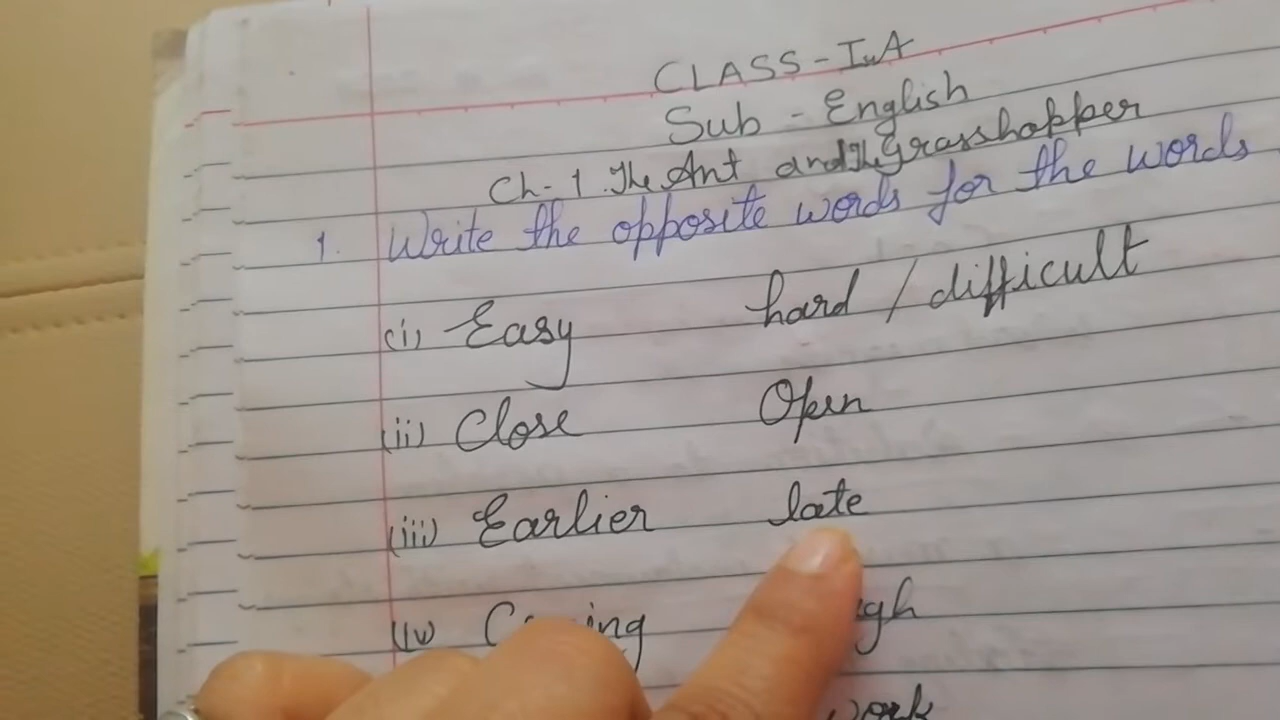 CLASS - I A
Sub - English
Ch-1. The Ant and The Grasshopper
1. Write the opposite words for the words
(i) Easy hard / difficult
(ii) Close Open
(iii) Earlier late
(iv)
work